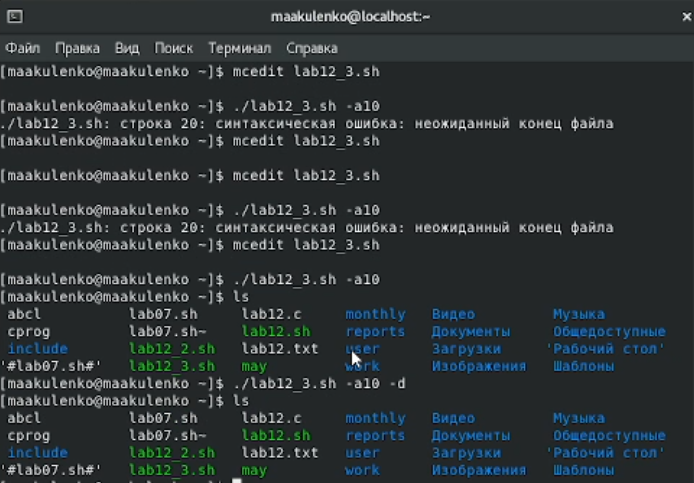 maakulenko@localhost:~
Файл Правка Вид Поиск Терминал Справка
[maakulenko@maakulenko ~]$ mcedit lab12_3.sh
[maakulenko@maakulenko ~]$ ./lab12_3.sh -a10
./lab12_3.sh: строка 20: синтаксическая ошибка: неожиданный конец файла
[maakulenko@maakulenko ~]$ mcedit lab12_3.sh
[maakulenko@maakulenko ~]$ mcedit lab12_3.sh
[maakulenko@maakulenko ~]$ ./lab12_3.sh -a10
./lab12_3.sh: строка 20: синтаксическая ошибка: неожиданный конец файла
[maakulenko@maakulenko ~]$ mcedit lab12_3.sh
[maakulenko@maakulenko ~]$ ./lab12_3.sh -a10
[maakulenko@maakulenko ~]$ ls
abcl lab07.sh lab12.c monthly Видео Музыка
cprog lab07.sh~ lab12.sh reports Документы Общедоступные
include lab12_2.sh lab12.txt user Загрузки 'Рабочий стол'
'#lab07.sh#' lab12_3.sh may work Изображения Шаблоны
[maakulenko@maakulenko ~]$ ./lab12_3.sh -a10 -d
[maakulenko@maakulenko ~]$ ls
abcl lab07.sh lab12.c monthly Видео Музыка
cprog lab07.sh~ lab12.sh reports Документы Общедоступные
include lab12_2.sh lab12.txt user Загрузки 'Рабочий стол'
'#lab07.sh#' lab12_3.sh may work Изображения Шаблоны